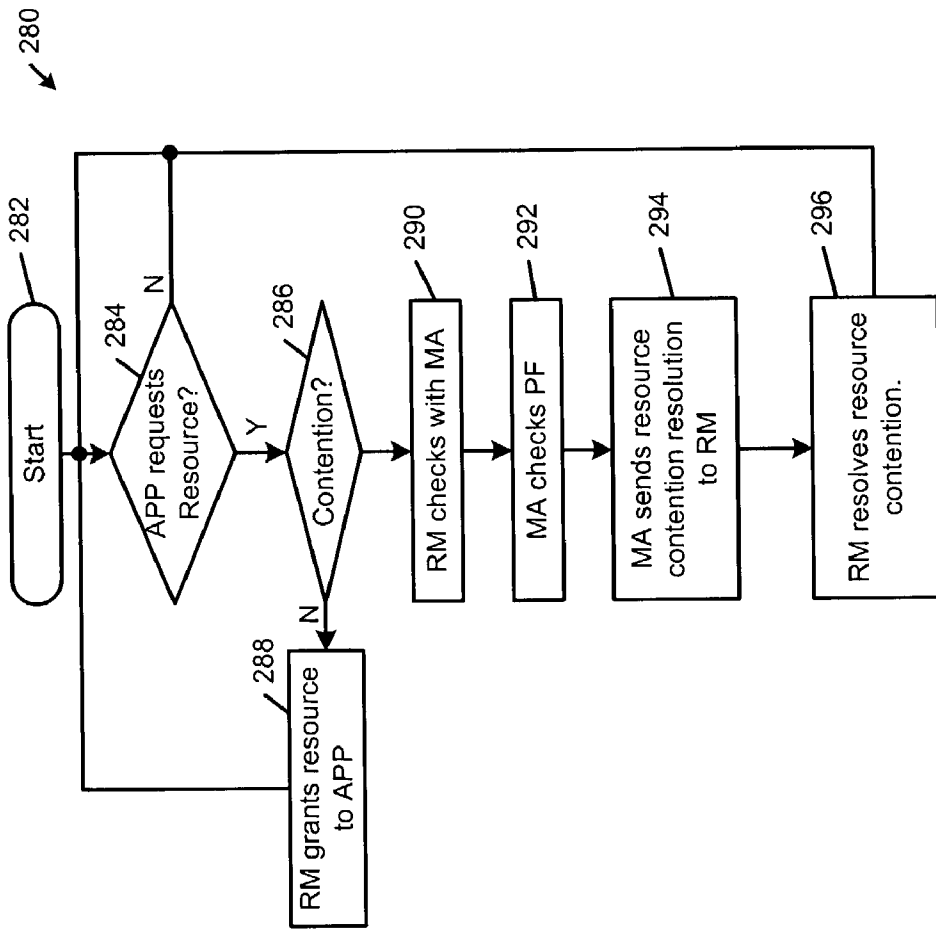 280
Start
282
APP requests
Resource?
284
N
Y
Contention?
286
N
RM grants resource
to APP
288
RM checks with MA
290
MA checks PF
292
MA sends resource
contention resolution
to RM
294
RM resolves resource
contention.
296